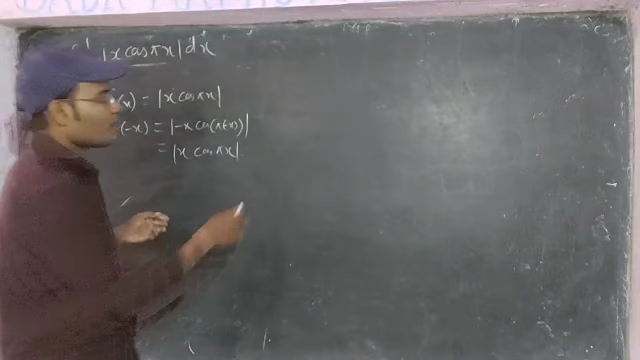 |x cos πx| dx
(x) = |x cos πx|
(-x) = |-x cos(π(-x))|
= |x cos πx|